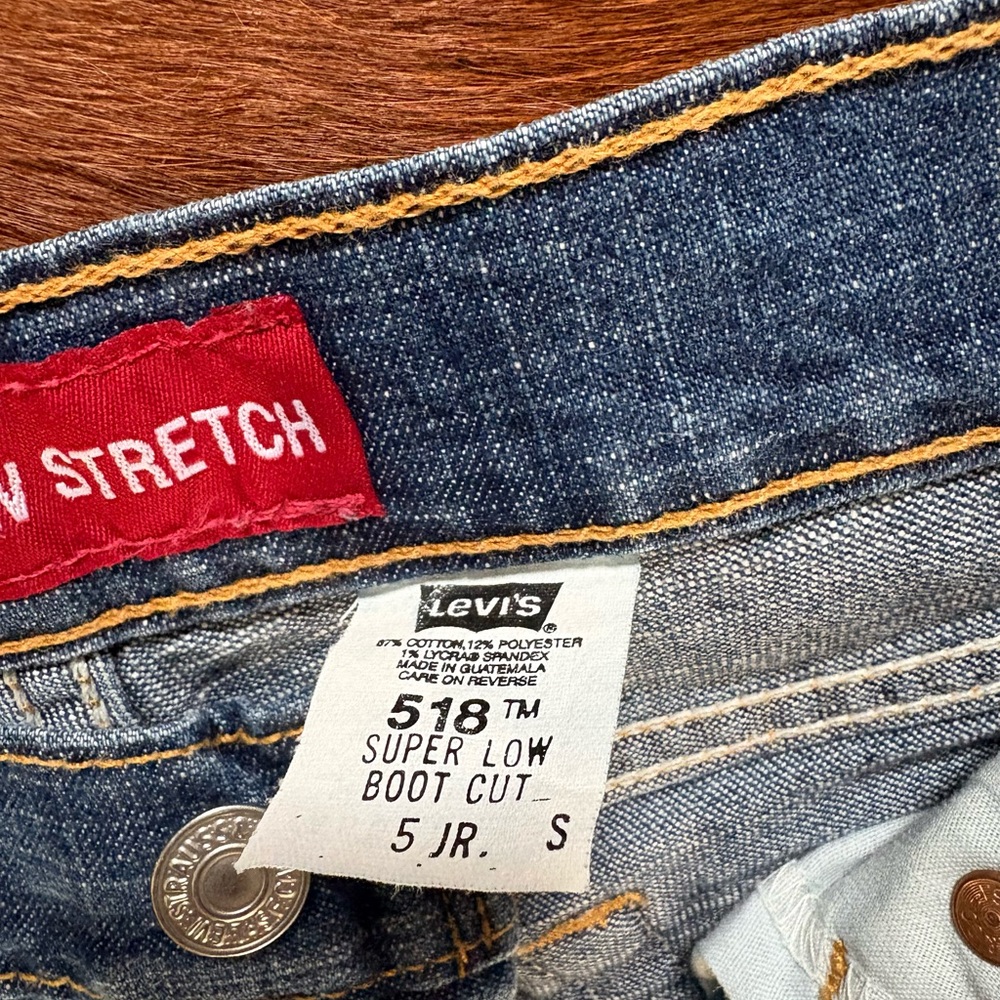 STRETCH
LEVI'S®
87% COTTON, 12% POLYESTER
1% LYCRA® SPANDEX
MADE IN GUATEMALA
CARE ON REVERSE
518™
SUPER LOW
BOOT CUT
5 JR. S